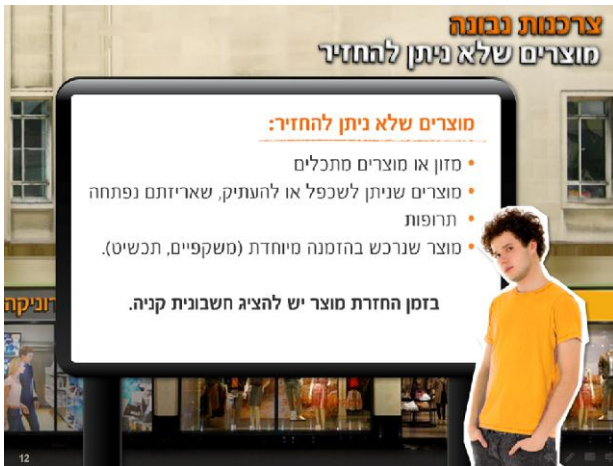 צרכנות נבונה
מוצרים שלא ניתן להחזיר
מוצרים שלא ניתן להחזיר:
• מזון או מוצרים מתכלים
• מוצרים שניתן לשכפל או להעתיק, שאריזתם נפתחה
• תרופות
• מוצר שנרכש בהזמנה מיוחדת (משקפיים, תכשיט).
בזמן החזרת מוצר יש להציג חשבונית קניה.
רוניקה
12